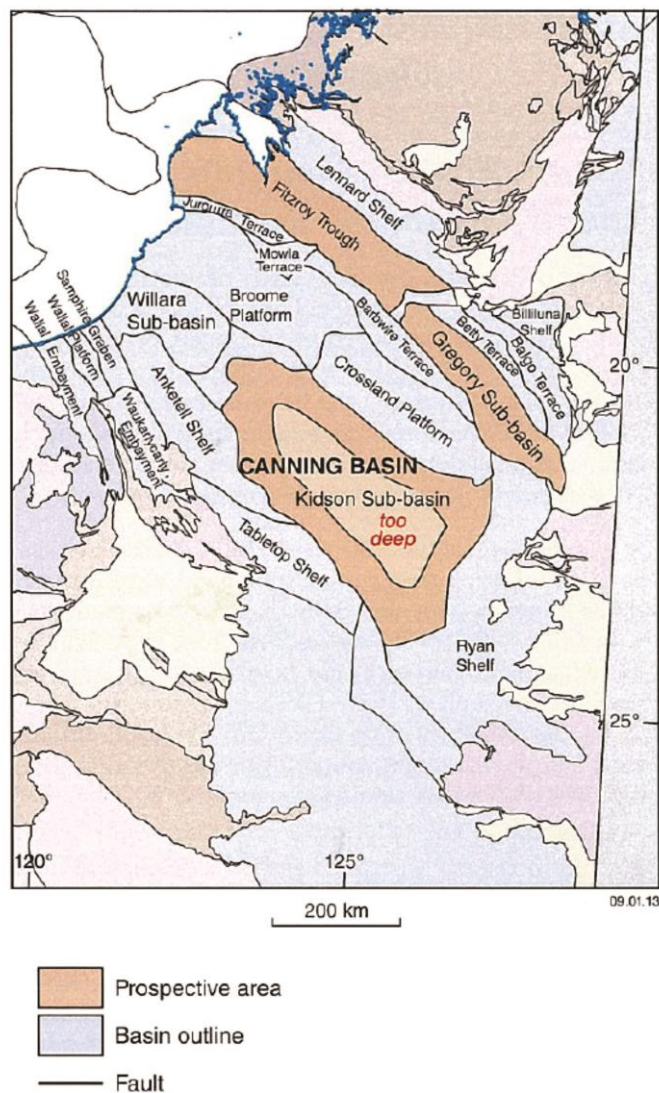 Lennard Shelf
Fitzroy Trough
Jurgurra Terrace
Mowla
Terrace
Broome
Platform
Willara
Sub-basin
Samphire Graben
Wallal Platform
Wallal Embayment
Waukarlycarly
Embayment
Anketell Shelf
Barbwire Terrace
Crossland Platform
Billiluna
Shelf
Balgo Terrace
Betty Terrace
Gregory Sub-basin
20°
CANNING BASIN
Kidson Sub-basin
too
deep
Tabletop Shelf
Ryan
Shelf
25°
120°
125°
09.01.13
200 km
Prospective area
Basin outline
Fault